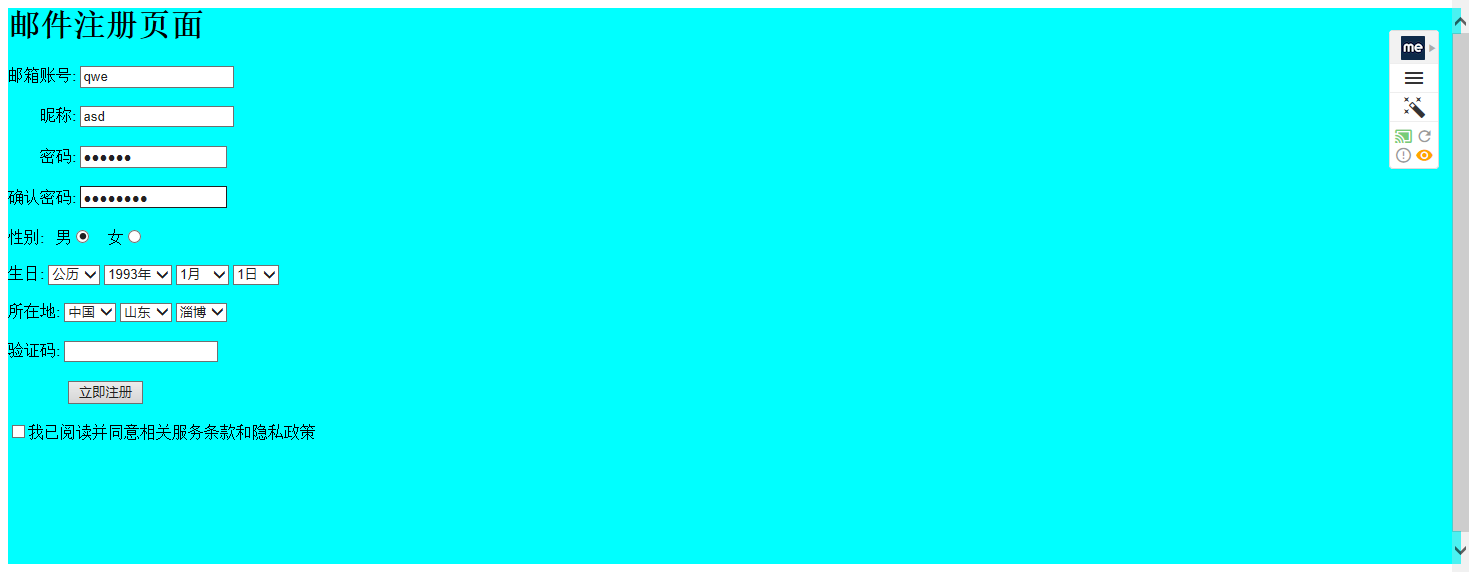 邮件注册页面
me
邮箱账号: qwe
昵称: asd
密码: ●●●●●●
确认密码: ●●●●●●●●
性别: 男 女
生日: 公历 1993年 1月 1日
所在地: 中国 山东 淄博
验证码:
立即注册
我已阅读并同意相关服务条款和隐私政策